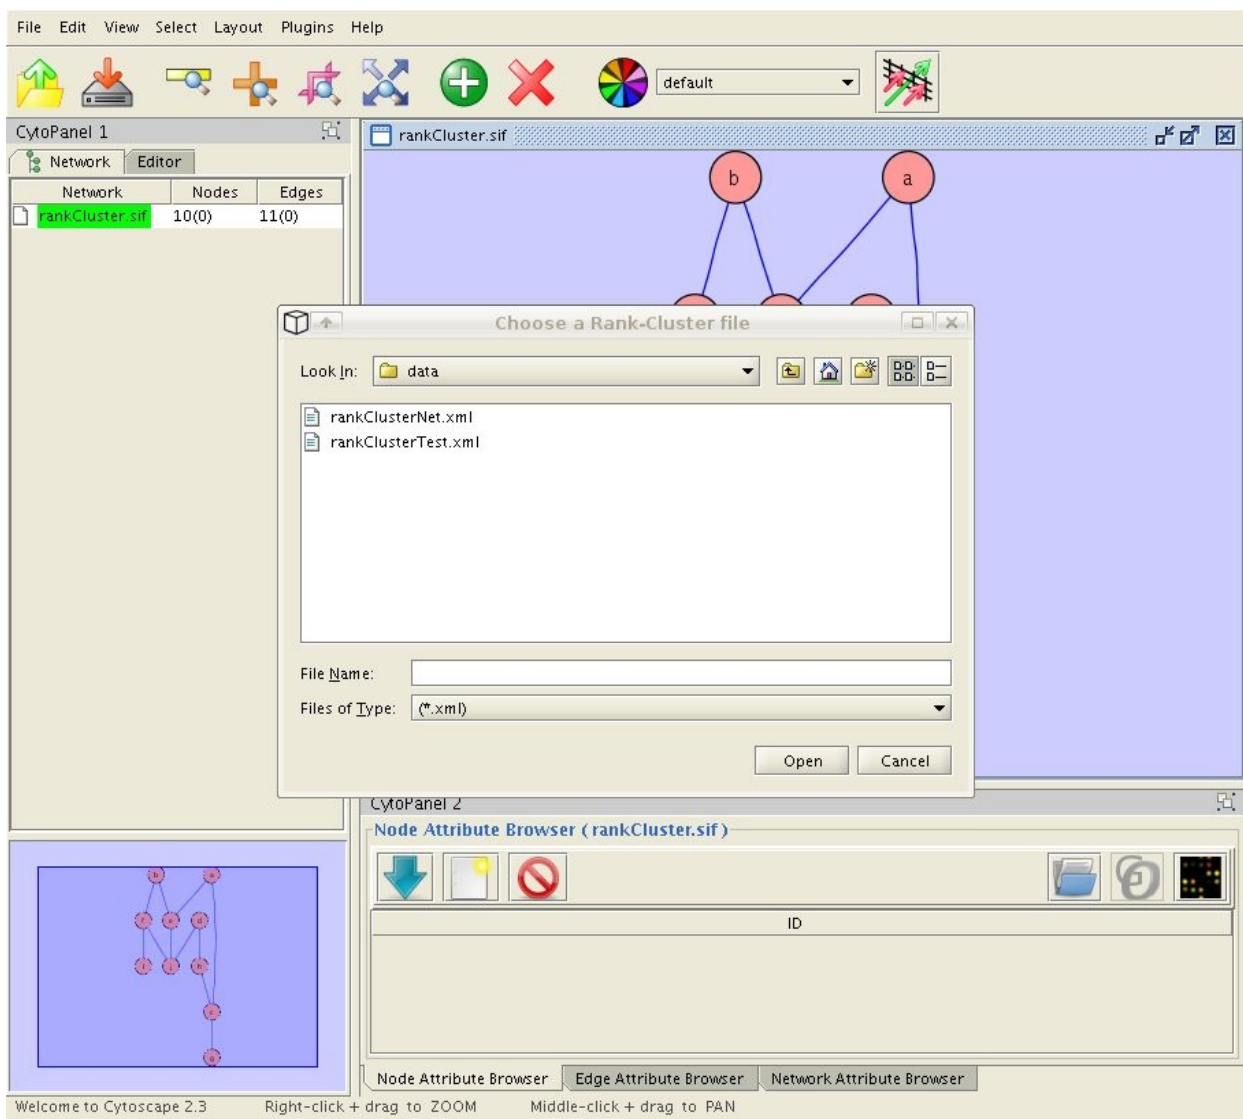 File Edit View Select Layout Plugins Help
default
CytoPanel 1
Network Editor
Network Nodes Edges
rankCluster.sif 10(0) 11(0)
rankCluster.sif
b a
Choose a Rank-Cluster file
Look In: data
rankClusterNet.xml
rankClusterTest.xml
File Name:
Files of Type: (*.xml)
Open Cancel
CytoPanel 2
Node Attribute Browser ( rankCluster.sif )
ID
b a
d
Node Attribute Browser Edge Attribute Browser Network Attribute Browser
Welcome to Cytoscape 2.3 Right-click + drag to ZOOM Middle-click + drag to PAN